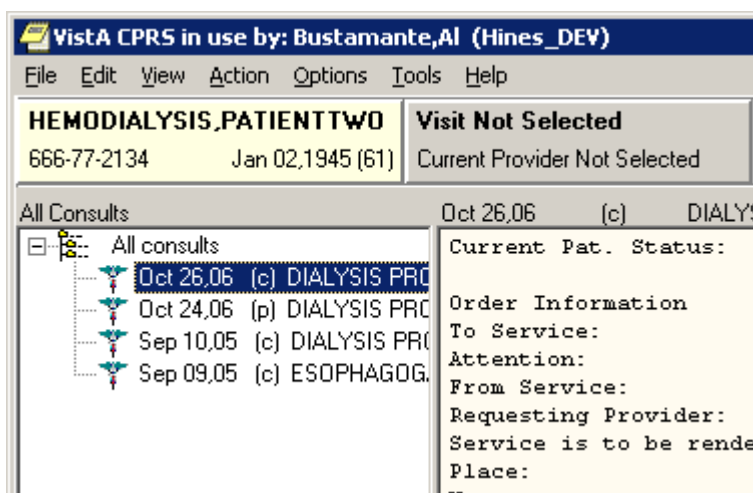 VistA CPRS in use by: Bustamante,Al (Hines_DEV)
File Edit View Action Options Tools Help
HEMODIALYSIS,PATIENTTWO
666-77-2134 Jan 02,1945 (61)
Visit Not Selected
Current Provider Not Selected
All Consults
All consults
Oct 26,06 (c) DIALYSIS PRO
Oct 24,06 (p) DIALYSIS PRO
Sep 10,05 (c) DIALYSIS PRO
Sep 09,05 (c) ESOPHAGOG
Oct 26,06 (c) DIALYS
Current Pat. Status:
Order Information
To Service:
Attention:
From Service:
Requesting Provider:
Service is to be rende
Place: